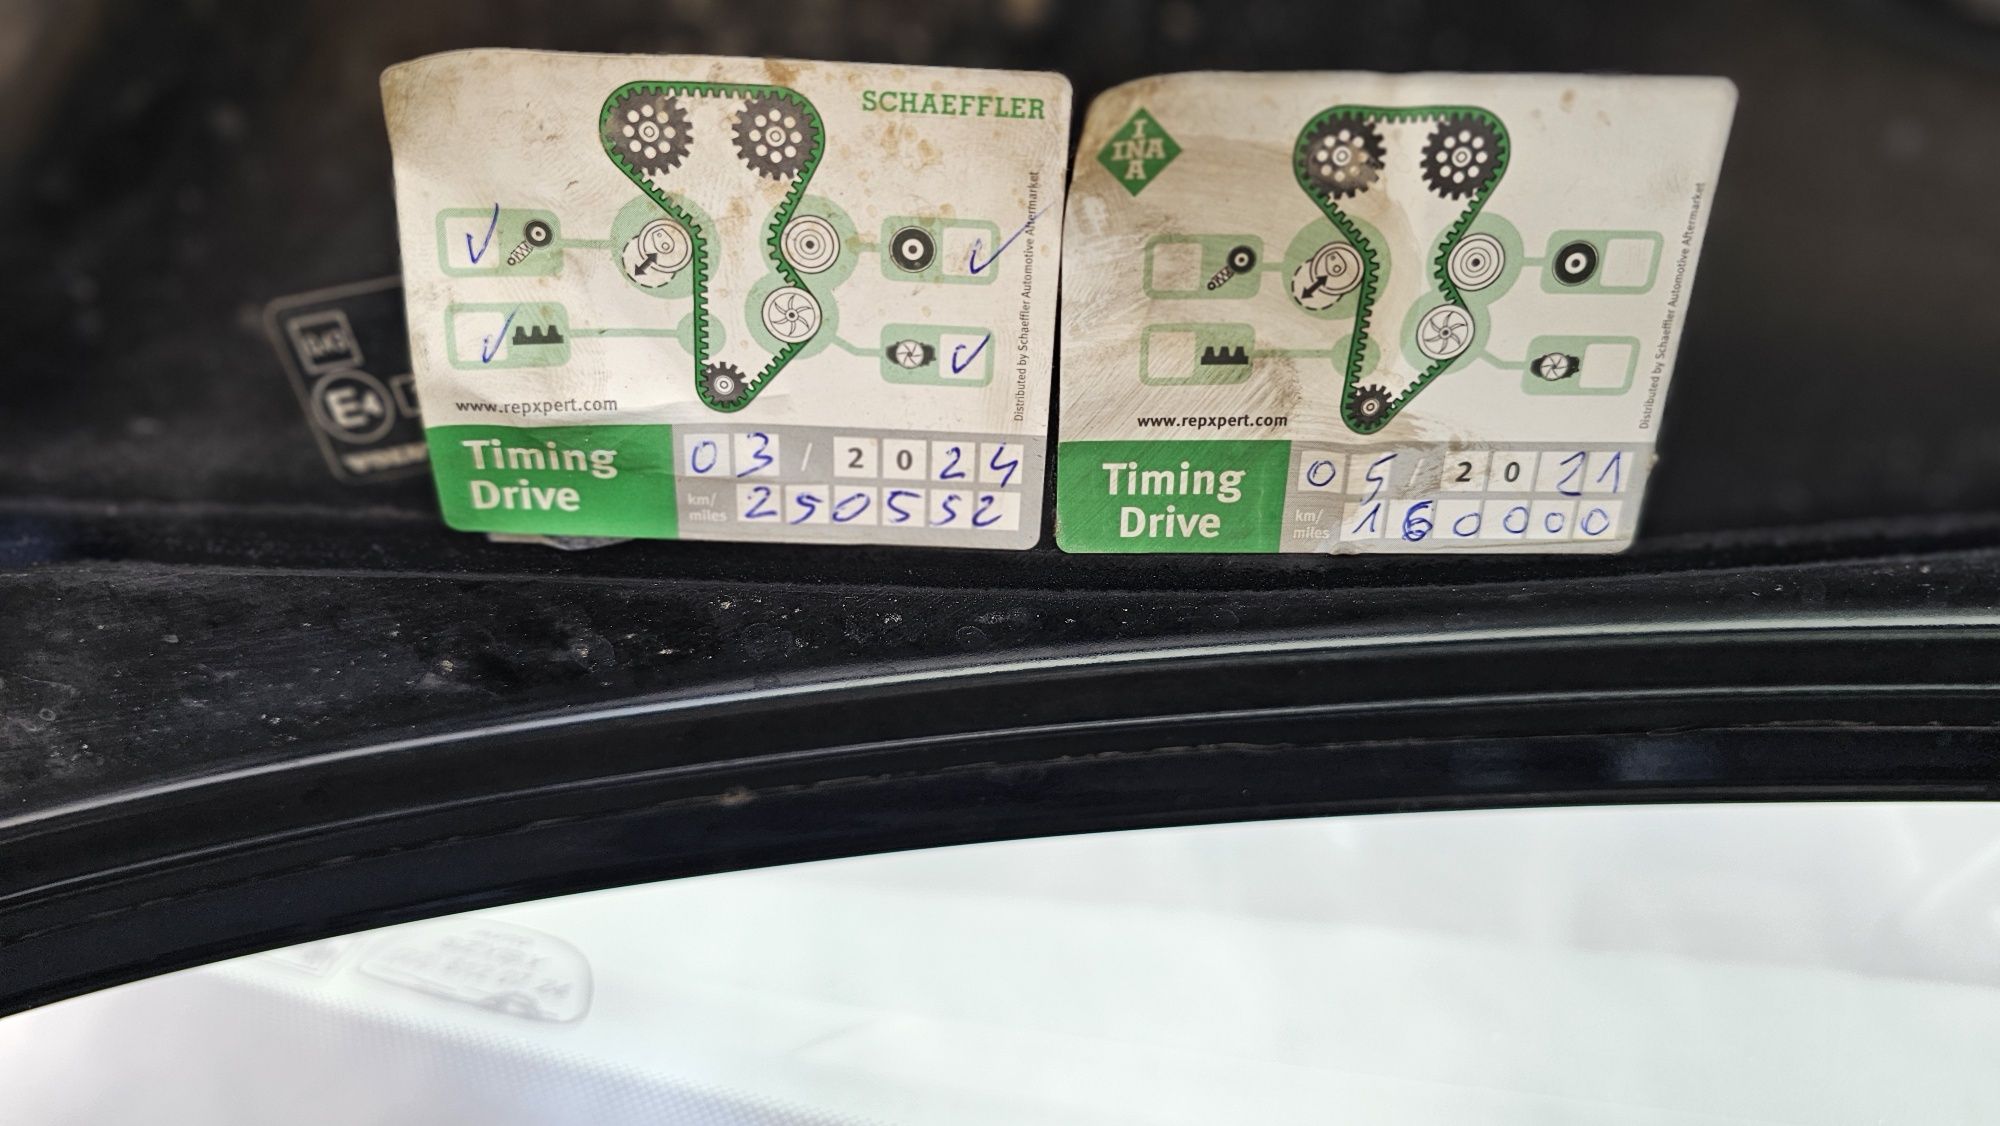 SCHAEFFLER
Distributed by Schaeffler Automotive Aftermarket
www.repxpert.com
Timing
Drive
03/2024
km/
miles
250552
INA
INA
Distributed by Schaeffler Automotive Aftermarket
www.repxpert.com
Timing
Drive
05/2021
km/
miles
160000
E4